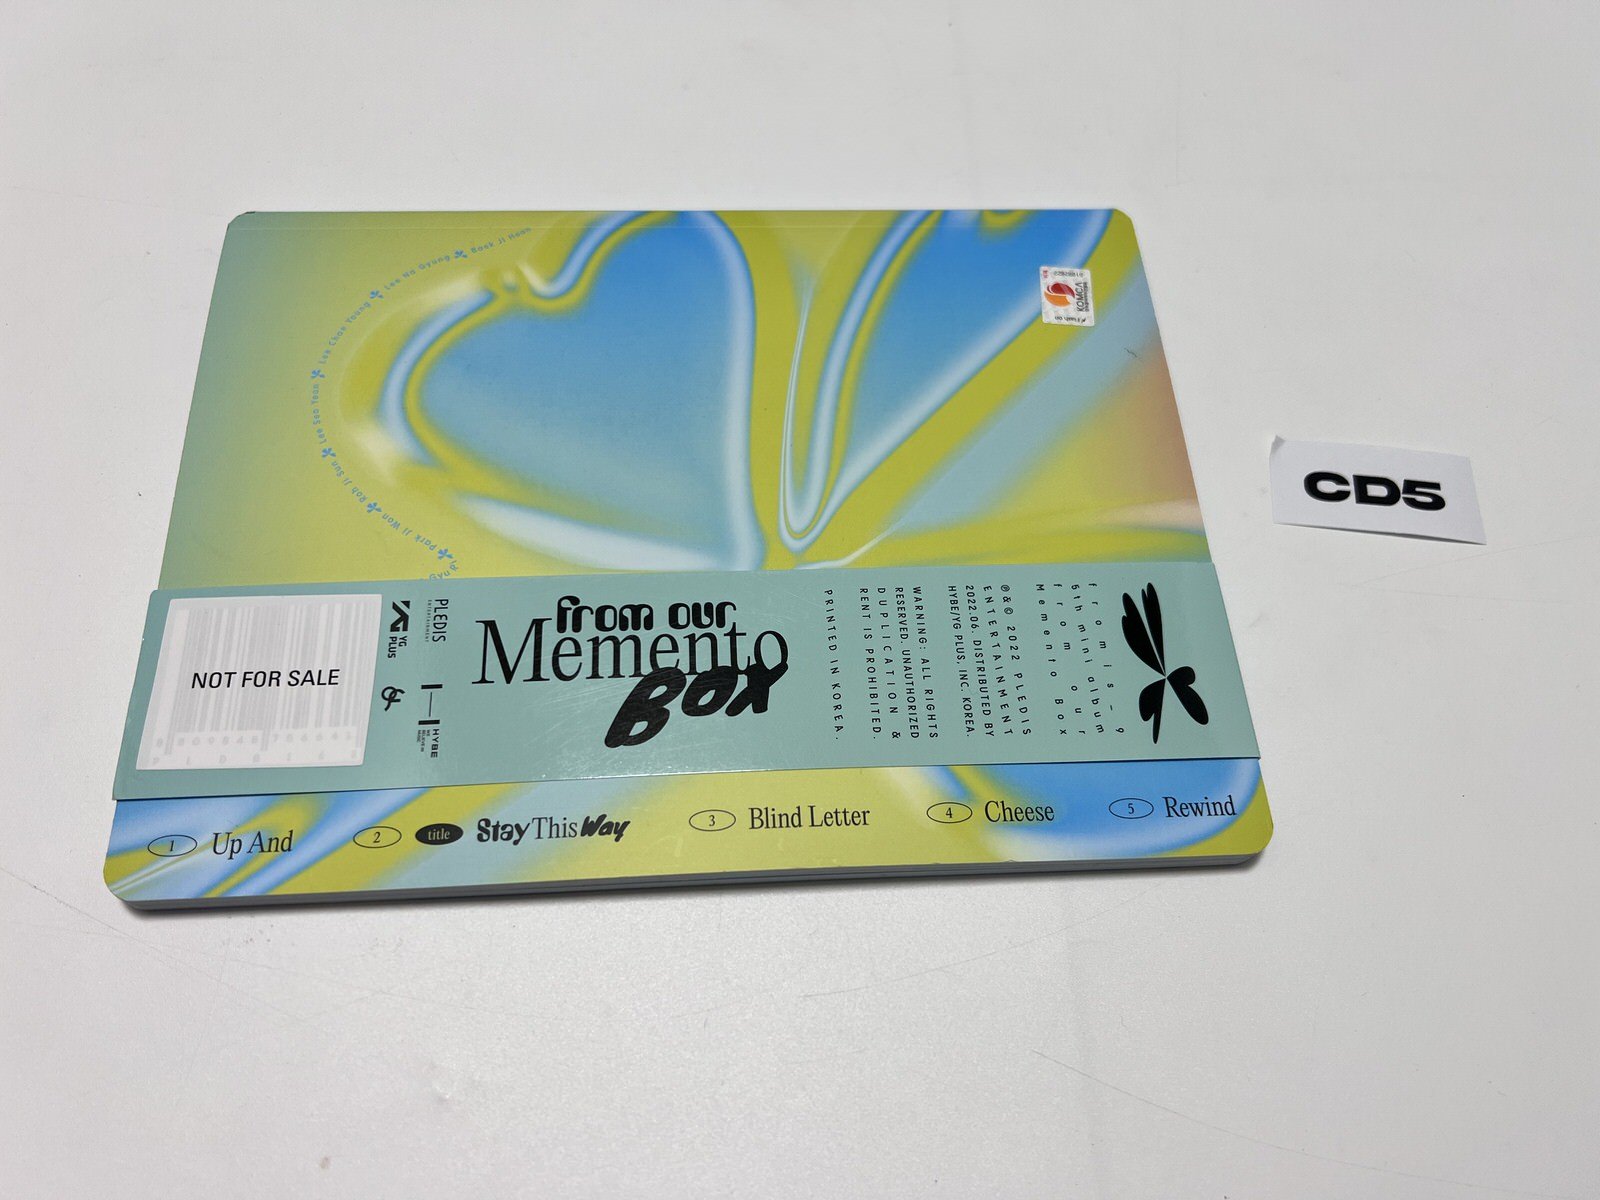 Baek Ji Heon
Lee Na Gyung
Lee Chae Young
Lee Seo Yeon
Roh Ji Sun
Park Ji Won
Gyu Ri
KOMCA
CD5
NOT FOR SALE
PLEDIS
ENTERTAINMENT
YG
PLUS
HYBE
from our
Memento
Box
PRINTED IN KOREA.
WARNING: ALL RIGHTS
RESERVED. UNAUTHORIZED
DUPLICATION &
RENT IS PROHIBITED.
℗&© 2022 PLEDIS
ENTERTAINMENT
2022.06. DISTRIBUTED BY
HYBE/YG PLUS, INC. KOREA.
fromis_9
5th mini album
from our
Memento Box
1 Up And
2 title Stay This Way
3 Blind Letter
4 Cheese
5 Rewind